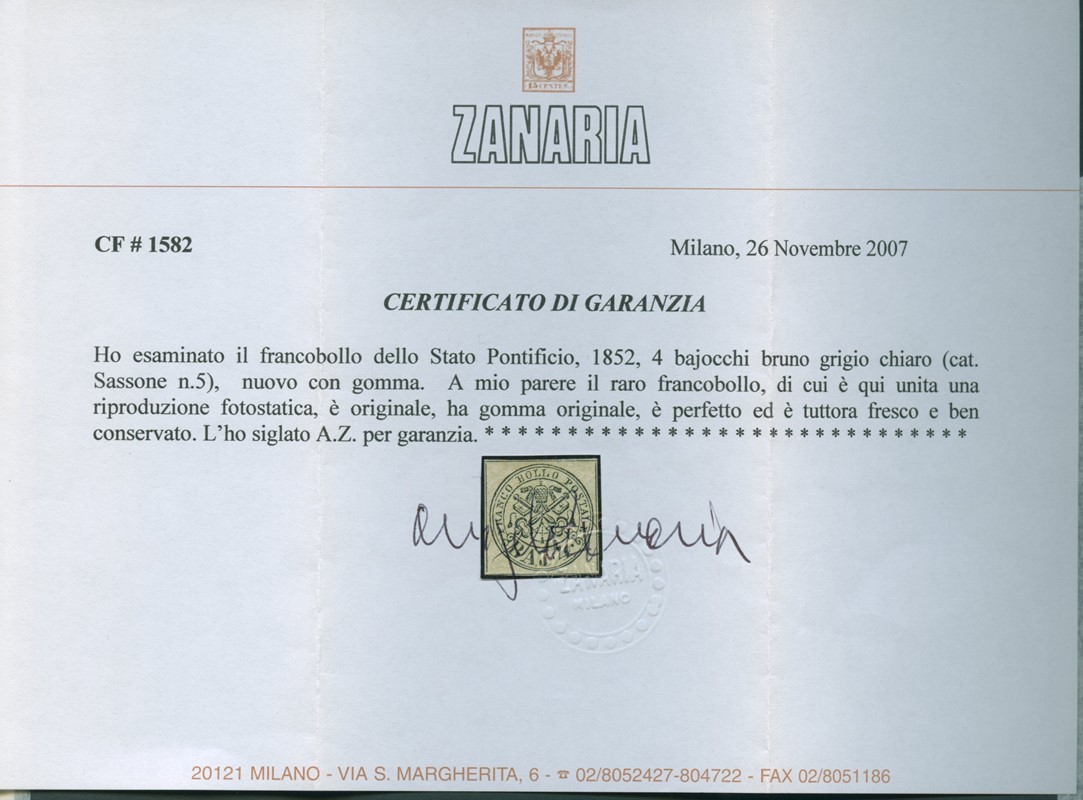 15 CENTES.
ZANARIA
CF # 1582
Milano, 26 Novembre 2007
CERTIFICATO DI GARANZIA
Ho esaminato il francobollo dello Stato Pontificio, 1852, 4 bajocchi bruno grigio chiaro (cat.
Sassone n.5), nuovo con gomma. A mio parere il raro francobollo, di cui è qui unita una
riproduzione fotostatica, è originale, ha gomma originale, è perfetto ed è tuttora fresco e ben
conservato. L'ho siglato A.Z. per garanzia. * * * * * * * * * * * * * * * * * * * * * * * * * * * * * *
FRANCO BOLLO POSTALE
BAJ
ZANARIA
MILANO
20121 MILANO - VIA S. MARGHERITA, 6 - ☎ 02/8052427-804722 - FAX 02/8051186